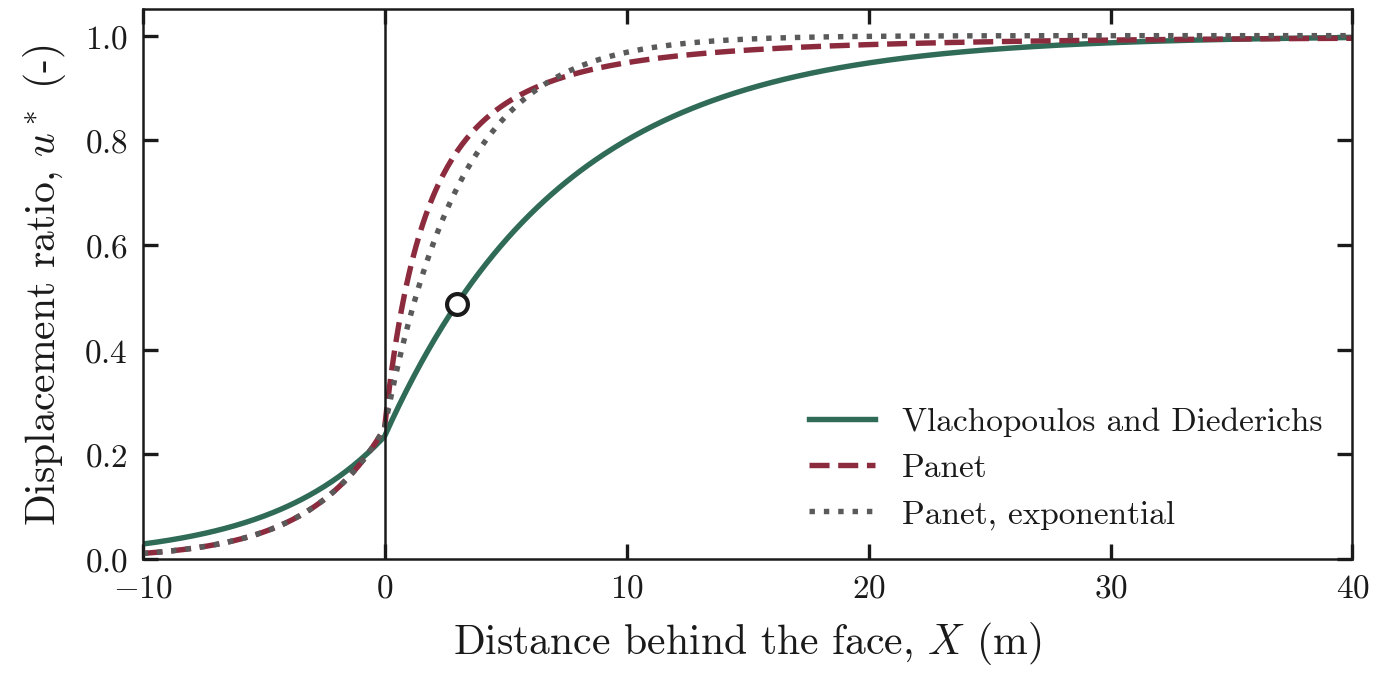 Displacement ratio, u* (-)
1.0
0.8
0.6
0.4
0.2
0.0
Vlachopoulos and Diederichs
Panet
Panet, exponential
−10 0 10 20 30 40
Distance behind the face, X (m)